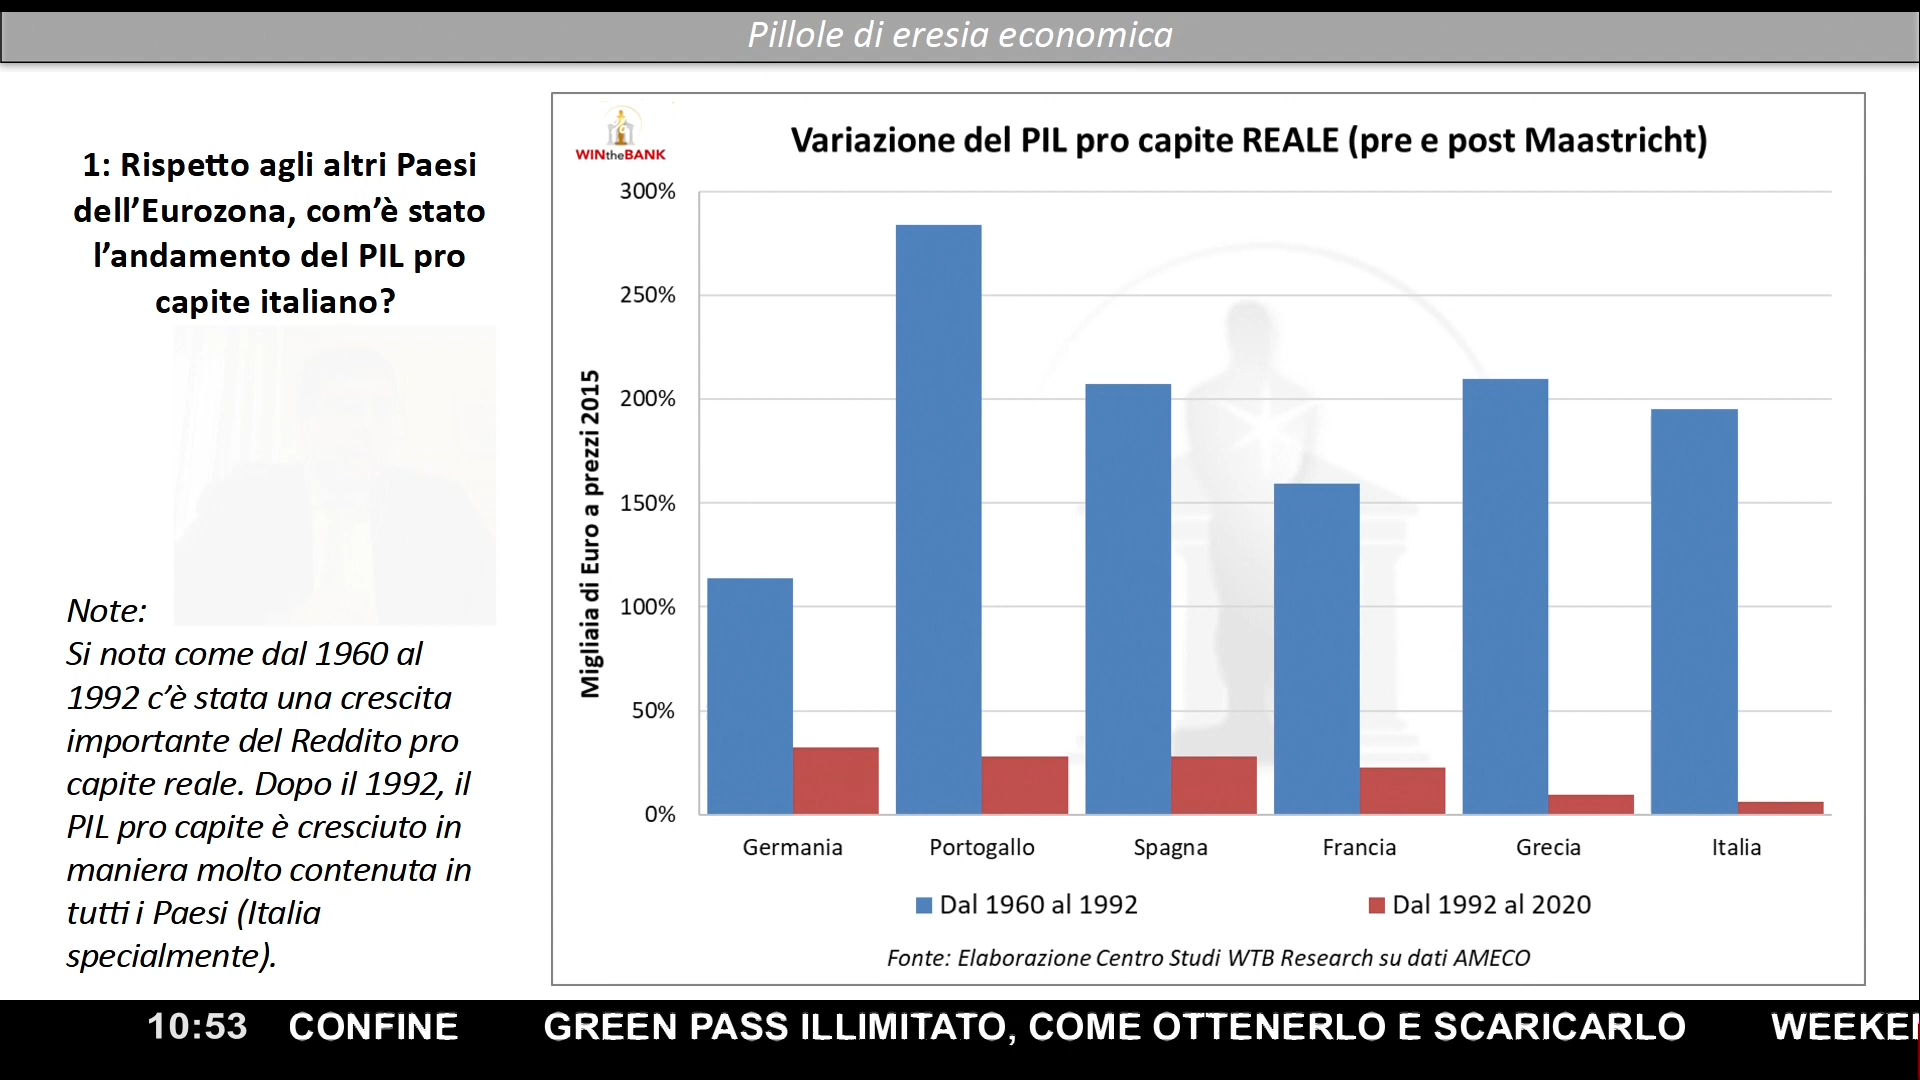 Pillole di eresia economica
1: Rispetto agli altri Paesi
dell’Eurozona, com’è stato
l’andamento del PIL pro
capite italiano?
Note:
Si nota come dal 1960 al
1992 c’è stata una crescita
importante del Reddito pro
capite reale. Dopo il 1992, il
PIL pro capite è cresciuto in
maniera molto contenuta in
tutti i Paesi (Italia
specialmente).
WINtheBANK
Variazione del PIL pro capite REALE (pre e post Maastricht)
Migliaia di Euro a prezzi 2015
300%
250%
200%
150%
100%
50%
0%
Germania Portogallo Spagna Francia Grecia Italia
Dal 1960 al 1992 Dal 1992 al 2020
Fonte: Elaborazione Centro Studi WTB Research su dati AMECO
10:53 CONFINE GREEN PASS ILLIMITATO, COME OTTENERLO E SCARICARLO WEEKE